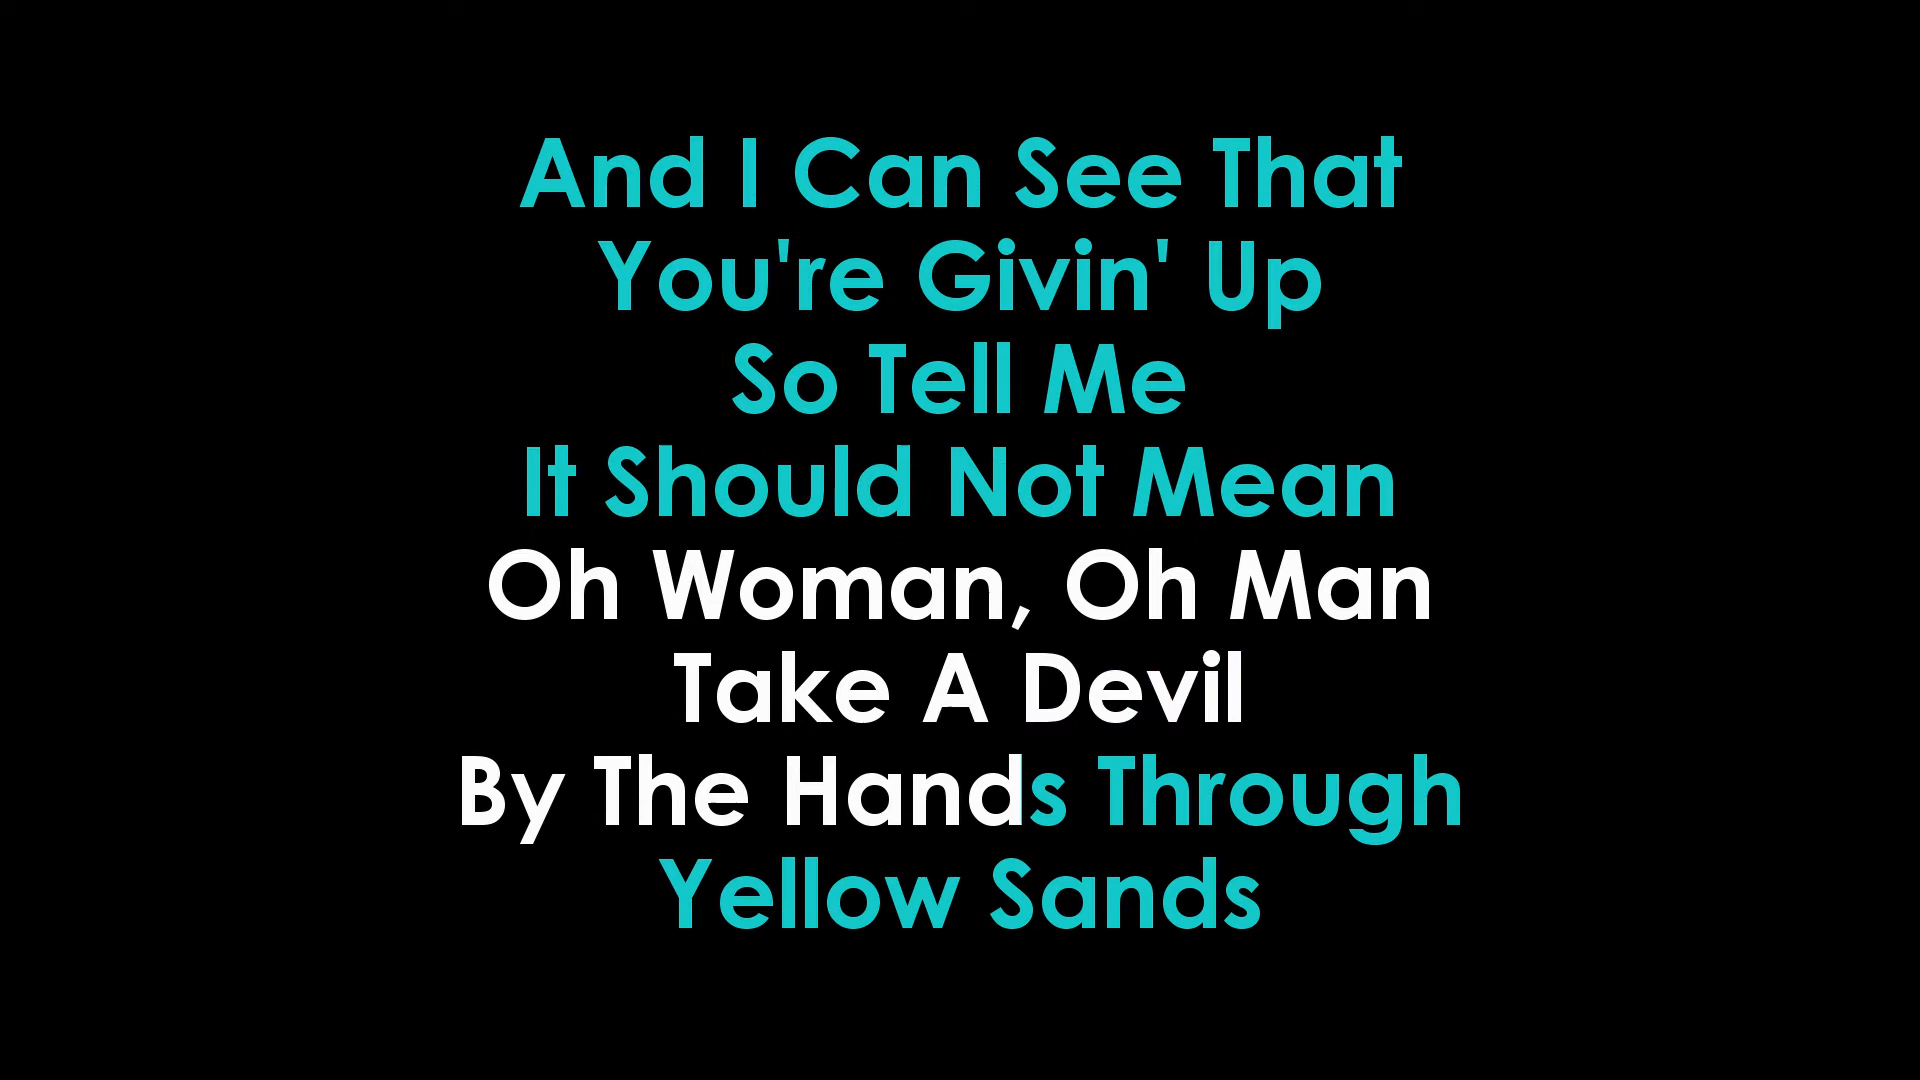 And I Can See That
You're Givin' Up
So Tell Me
It Should Not Mean
Oh Woman, Oh Man
Take A Devil
By The Hands Through
Yellow Sands